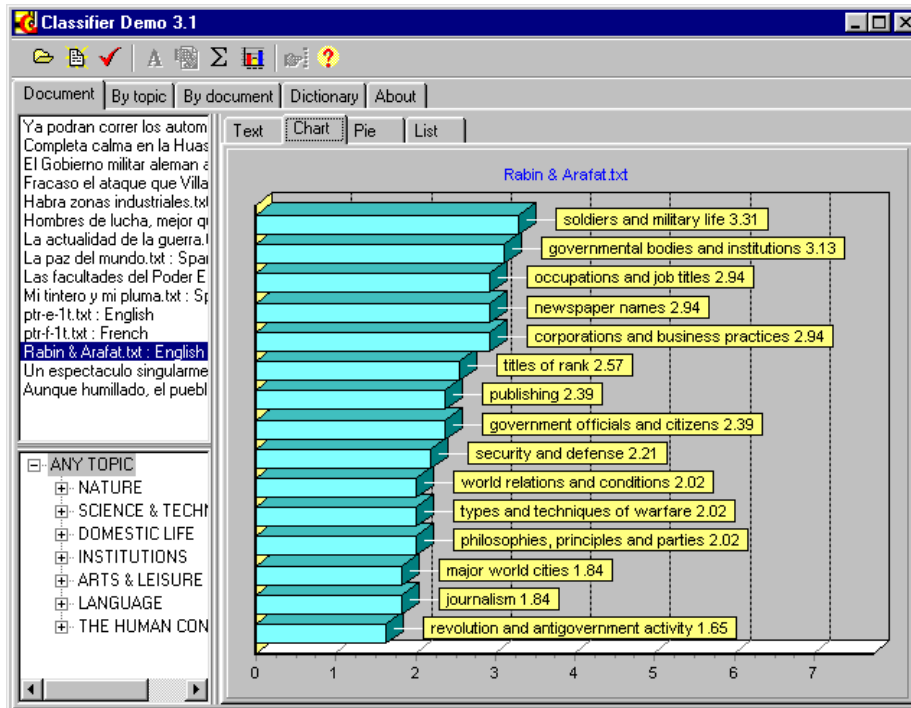 Classifier Demo 3.1
Document By topic By document Dictionary About
Ya podran correr los autom
Completa calma en la Huas
El Gobierno militar aleman a
Fracaso el ataque que Villa
Habra zonas industriales.txt
Hombres de lucha, mejor qu
La actualidad de la guerra.
La paz del mundo.txt : Spa
Las facultades del Poder E
Mi tintero y mi pluma.txt : Sp
ptr-e-1t.txt : English
ptr-f-1t.txt : French
Rabin & Arafat.txt : English
Un espectaculo singularme
Aunque humillado, el puebl
ANY TOPIC
NATURE
SCIENCE & TECH
DOMESTIC LIFE
INSTITUTIONS
ARTS & LEISURE
LANGUAGE
THE HUMAN CON
Text Chart Pie List
Rabin & Arafat.txt
soldiers and military life 3.31
governmental bodies and institutions 3.13
occupations and job titles 2.94
newspaper names 2.94
corporations and business practices 2.94
titles of rank 2.57
publishing 2.39
government officials and citizens 2.39
security and defense 2.21
world relations and conditions 2.02
types and techniques of warfare 2.02
philosophies, principles and parties 2.02
major world cities 1.84
journalism 1.84
revolution and antigovernment activity 1.65
0 1 2 3 4 5 6 7